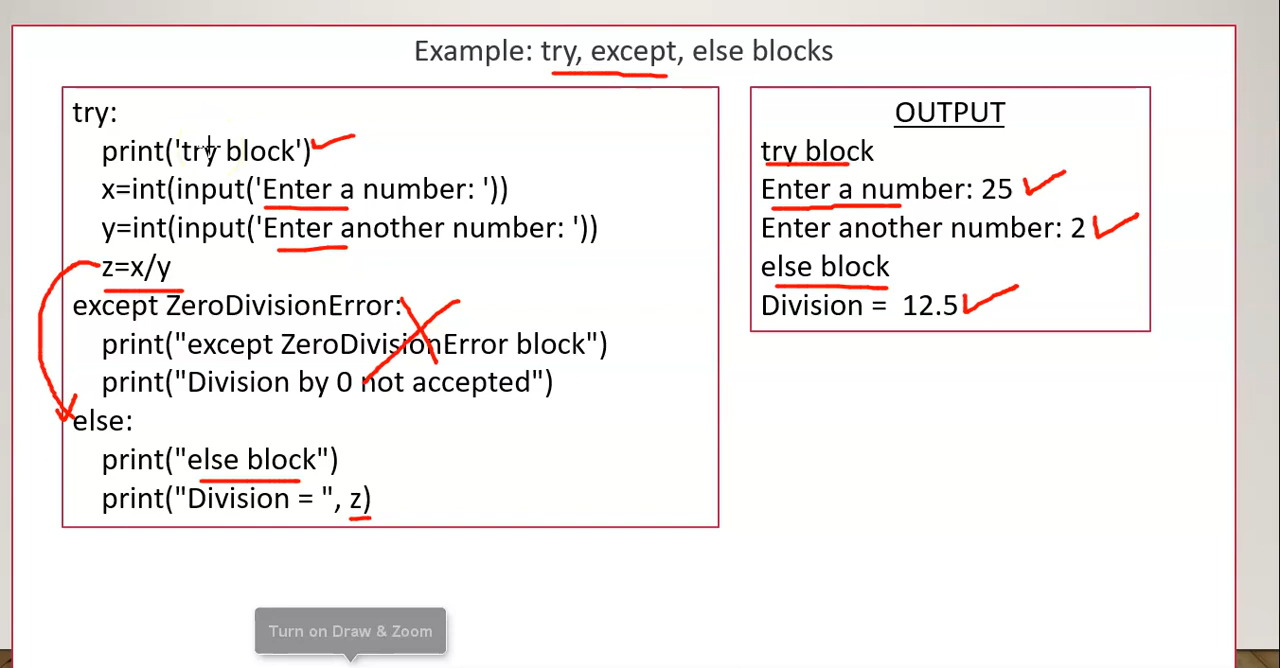 Example: try, except, else blocks
try:
print('try block')
x=int(input('Enter a number: '))
y=int(input('Enter another number: '))
z=x/y
except ZeroDivisionError:
print("except ZeroDivisionError block")
print("Division by 0 not accepted")
else:
print("else block")
print("Division = ", z)
OUTPUT
try block
Enter a number: 25
Enter another number: 2
else block
Division =  12.5
Turn on Draw & Zoom